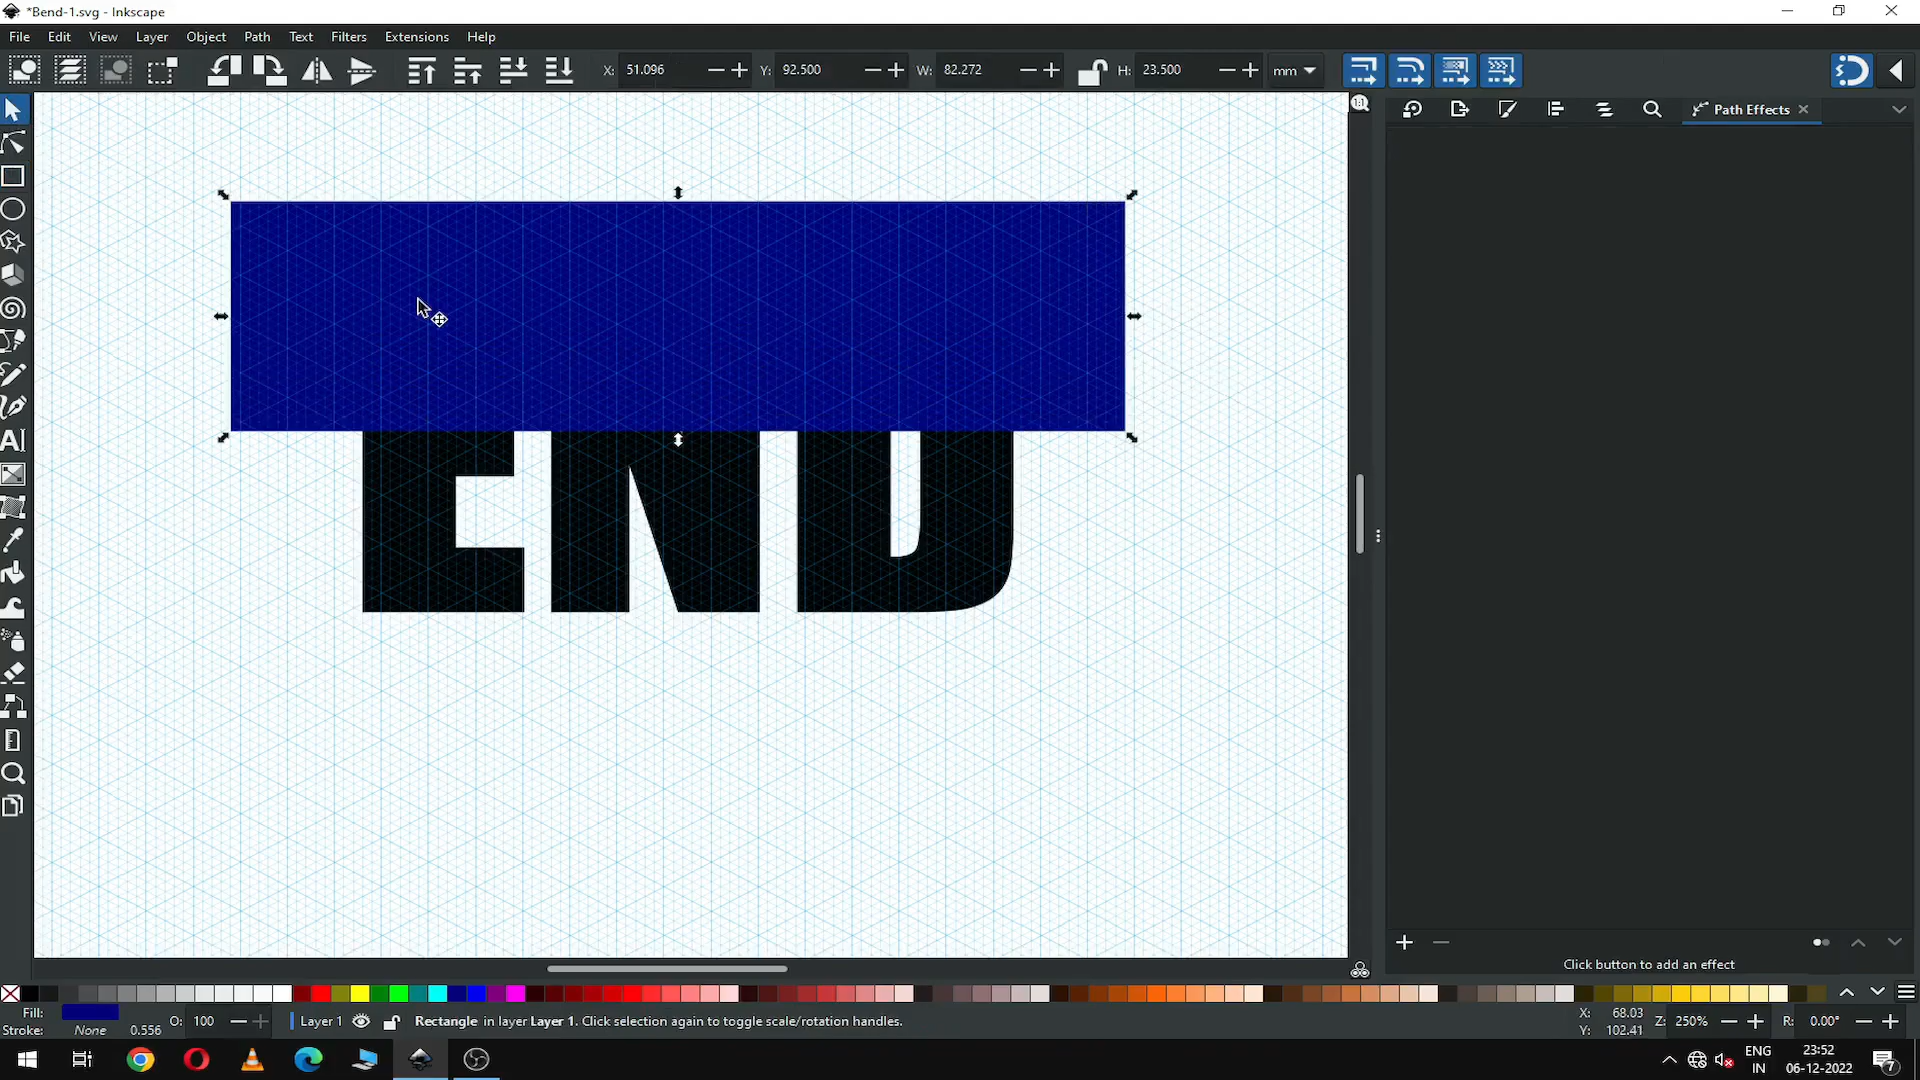 *Bend-1.svg - Inkscape
File Edit View Layer Object Path Text Filters Extensions Help
X: 51.096 Y: 92.500 W: 82.272 H: 23.500 mm
Path Effects
END
Click button to add an effect
Fill:
Stroke: None 0.556 O: 100
Layer 1 Rectangle in layer Layer 1. Click selection again to toggle scale/rotation handles.
X: 68.03
Y: 102.41
Z: 250% R: 0.00°
ENG
IN
23:52
06-12-2022
7